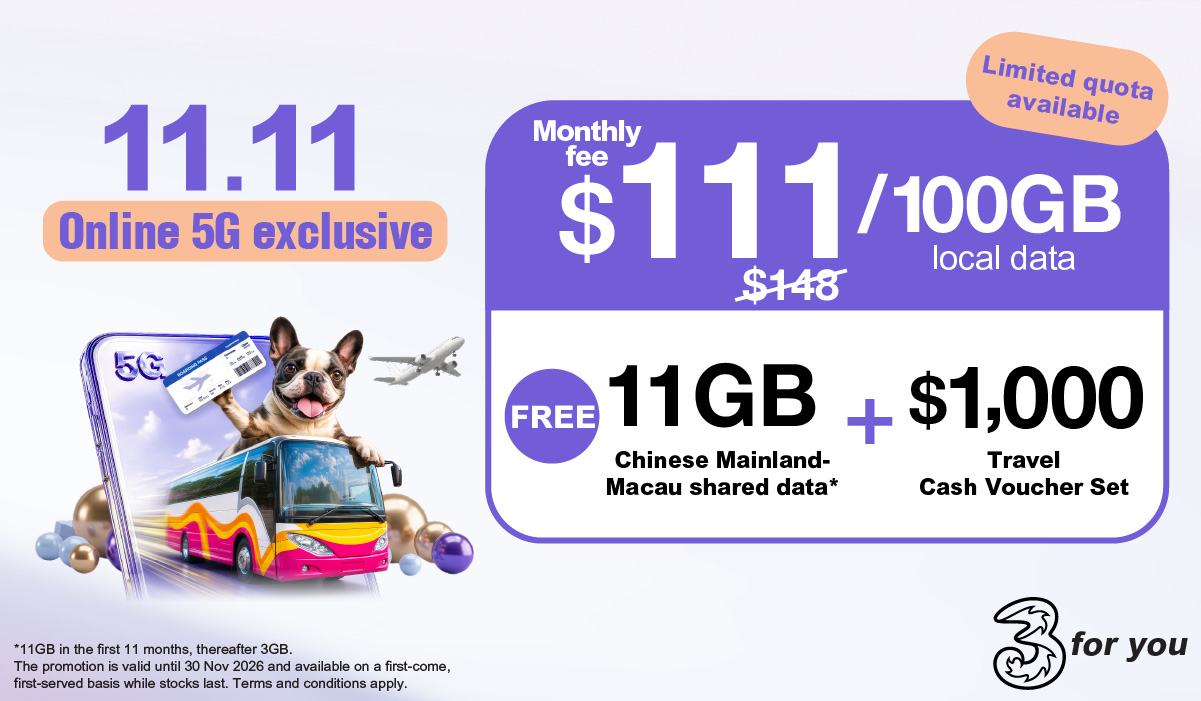 11.11
Online 5G exclusive
Limited quota
available
Monthly
fee
$111/100GB
local data
$148
FREE
11GB
Chinese Mainland-
Macau shared data*
+
$1,000
Travel
Cash Voucher Set
5G
BOARDING PASS
*11GB in the first 11 months, thereafter 3GB.
The promotion is valid until 30 Nov 2026 and available on a first-come,
first-served basis while stocks last. Terms and conditions apply.
3 for you